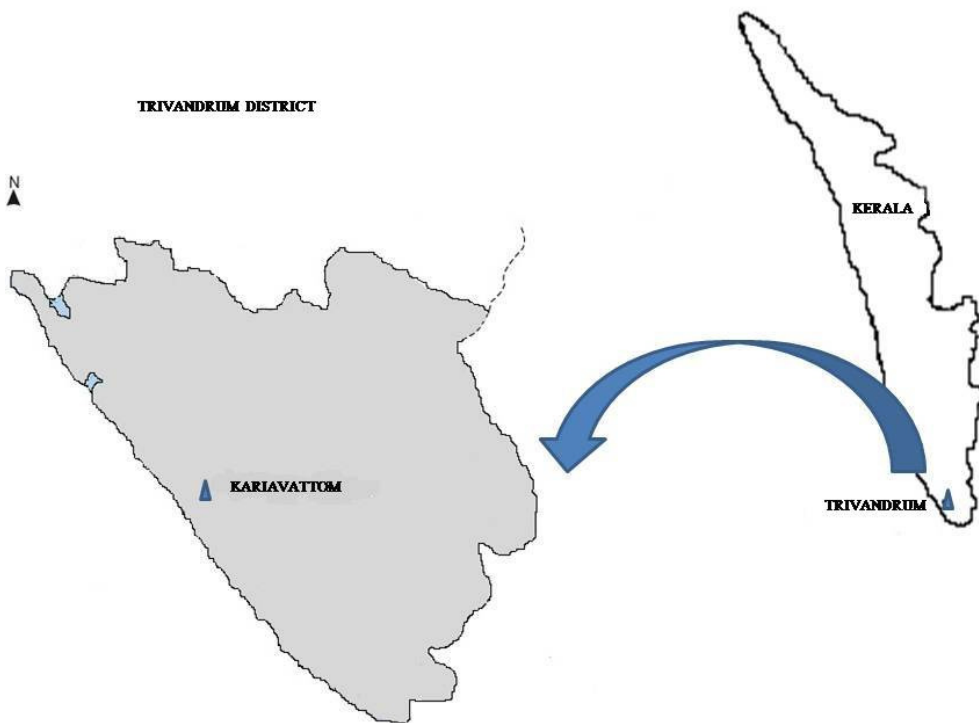 TRIVANDRUM DISTRICT
N
KERALA
KARIAVATTOM
TRIVANDRUM